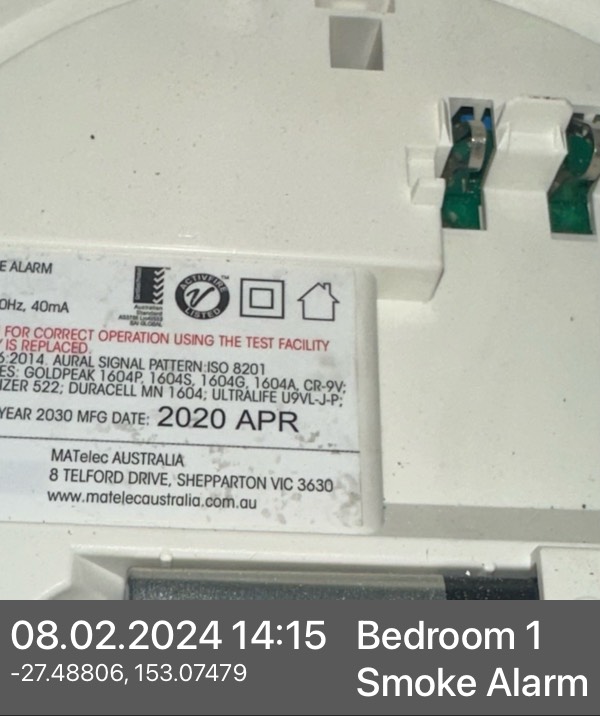 E ALARM
0Hz, 40mA
Australian
Standard
ACTIVFIRE
LISTED
FOR CORRECT OPERATION USING THE TEST FACILITY
Y IS REPLACED.
6:2014. AURAL SIGNAL PATTERN:ISO 8201
ES: GOLDPEAK 1604P, 1604S, 1604G, 1604A, CR-9V;
IZER 522; DURACELL MN 1604; ULTRALIFE U9VL-J-P;
YEAR 2030 MFG DATE: 2020 APR
MATelec AUSTRALIA
8 TELFORD DRIVE, SHEPPARTON VIC 3630
www.matelecaustralia.com.au
08.02.2024 14:15
-27.48806, 153.07479
Bedroom 1
Smoke Alarm